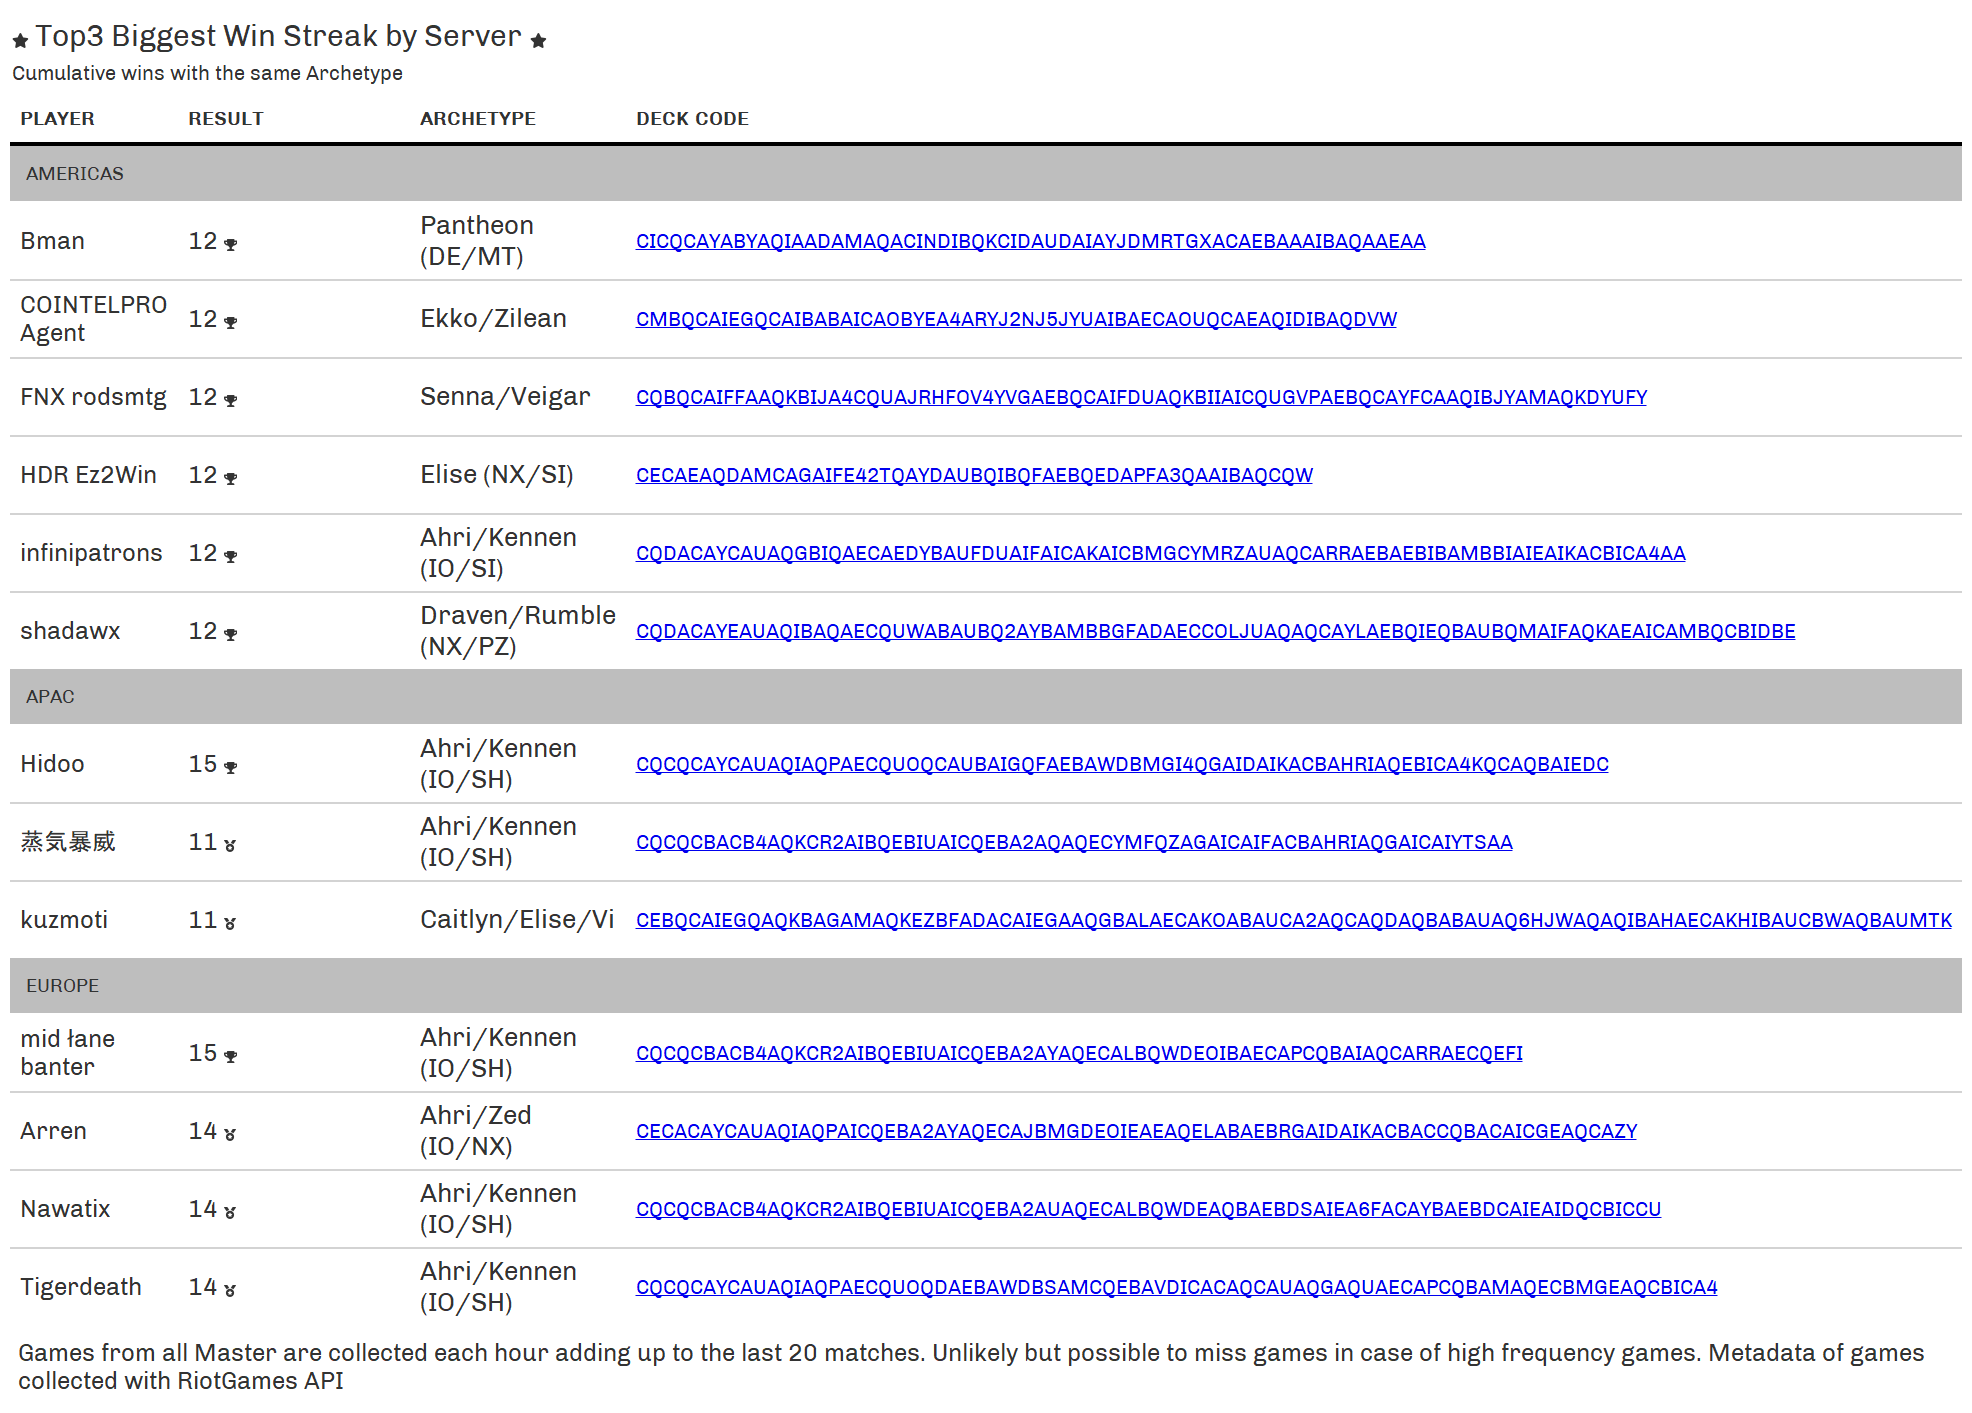 ★ Top3 Biggest Win Streak by Server ★
Cumulative wins with the same Archetype
PLAYER RESULT ARCHETYPE DECK CODE
AMERICAS
Bman 12 🏆 Pantheon (DE/MT) CICQCAYABYAQIAADAMAQACINDIBQKCIDAUDAIAYJDMRTGXACAEBAAAIBAQAAEAA
COINTELPRO Agent 12 🏆 Ekko/Zilean CMBQCAIEGQCAIBABAICAOBYEA4ARYJ2NJ5JYUAIBAECAOUQCAEAQIDIBAQDVW
FNX rodsmtg 12 🏆 Senna/Veigar CQBQCAIFFAAQKBIJA4CQUAJRHFOV4YVGAEBQCAIFDUAQKBIIAICQUGVPAEBQCAYFCAAQIBJYAMAQKDYUFY
HDR Ez2Win 12 🏆 Elise (NX/SI) CECAEAQDAMCAGAIFE42TQAYDAUBQIBQFAEBQEDAPFA3QAAIBAQCQW
infinipatrons 12 🏆 Ahri/Kennen (IO/SI) CQDACAYCAUAQGBIQAECAEDYBAUFDUAIFAICAKAICBMGCYMRZAUAQCARRAEBAEBIBAMBBIAIEAIKACBICA4AA
shadawx 12 🏆 Draven/Rumble (NX/PZ) CQDACAYEAUAQIBAQAECQUWABAUBQ2AYBAMBBGFADAECCOLJUAQAQCAYLAEBQIEQBAUBQMAIFAQKAEAICAMBQCBIDBE
APAC
Hidoo 15 🏆 Ahri/Kennen (IO/SH) CQCQCAYCAUAQIAQPAECQUOQCAUBAIGQFAEBAWDBMGI4QGAIDAIKACBAHRIAQEBICA4KQCAQBAIEDC
蒸気暴威 11 🏅 Ahri/Kennen (IO/SH) CQCQCBACB4AQKCR2AIBQEBIUAICQEBA2AQAQECYMFQZAGAICAIFACBAHRIAQGAICAIYTSAA
kuzmoti 11 🏅 Caitlyn/Elise/Vi CEBQCAIEGQAQKBAGAMAQKEZBFADACAIEGAAQGBALAECAKOABAUCA2AQCAQDAQBABAUAQ6HJWAQAQIBAHAECAKHIBAUCBWAQBAUMTK
EUROPE
mid łane banter 15 🏆 Ahri/Kennen (IO/SH) CQCQCBACB4AQKCR2AIBQEBIUAICQEBA2AYAQECALBQWDEOIBAECAPCQBAIAQCARRAECQEFI
Arren 14 🏅 Ahri/Zed (IO/NX) CECACAYCAUAQIAQPAICQEBA2AYAQECAJBMGDEOIEAEAQELABAEBRGAIDAIKACBACCQBACAICGEAQCAZY
Nawatix 14 🏅 Ahri/Kennen (IO/SH) CQCQCBACB4AQKCR2AIBQEBIUAICQEBA2AUAQECALBQWDEAQBAEBDSAIEA6FACAYBAEBDCAIEAIDQCBICCU
Tigerdeath 14 🏅 Ahri/Kennen (IO/SH) CQCQCAYCAUAQIAQPAECQUOQDAEBAWDBSAMCQEBAVDICACAQCAUAQGAQUAECAPCQBAMAQECBMGEAQCBICA4
Games from all Master are collected each hour adding up to the last 20 matches. Unlikely but possible to miss games in case of high frequency games. Metadata of games
collected with RiotGames API